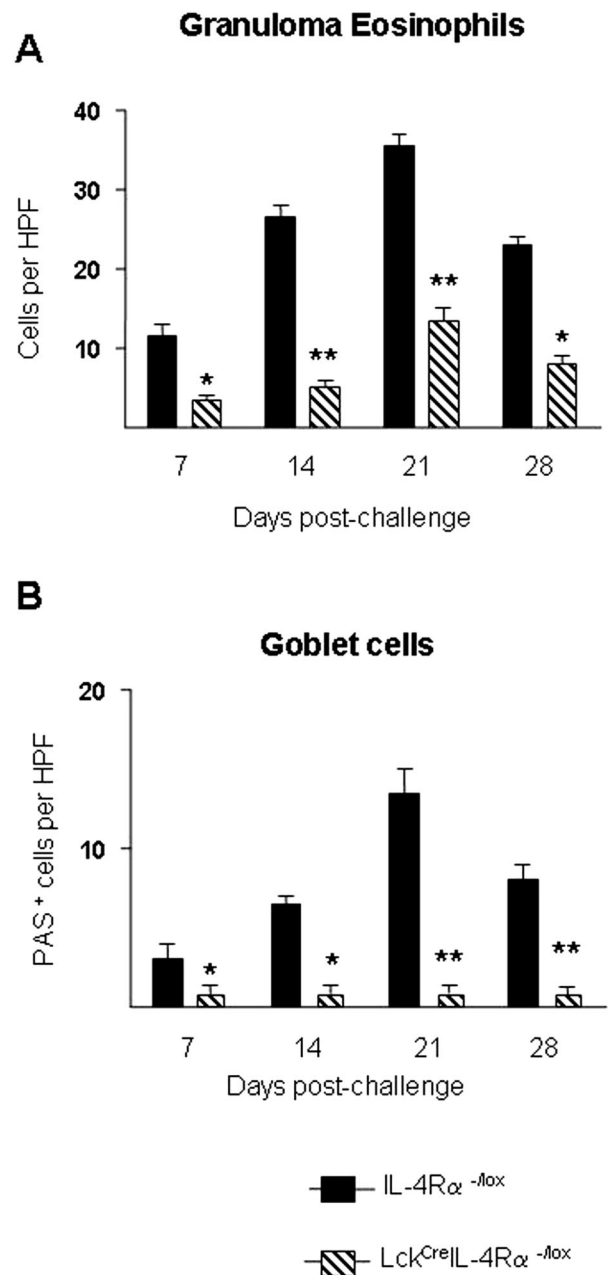 Granuloma Eosinophils
A
40
30
20
10
Cells per HPF
* ** ** *
7 14 21 28
Days post-challenge
B
Goblet cells
20
10
PAS + cells per HPF
* * ** **
7 14 21 28
Days post-challenge
IL-4Rα -/lox
LckCreIL-4Rα -/lox